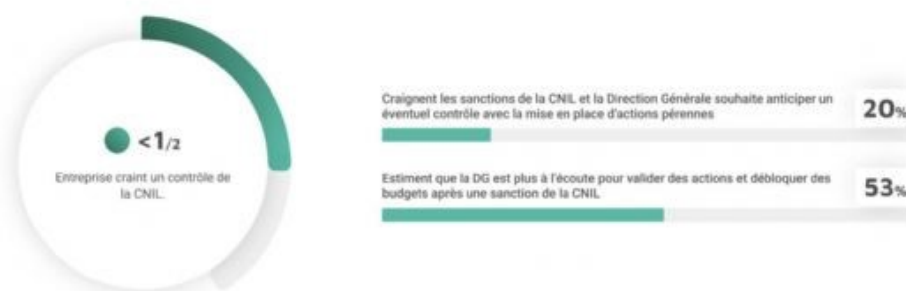 <1/2
Entreprise craint un contrôle de
la CNIL.
Craignent les sanctions de la CNIL et la Direction Générale souhaite anticiper un
éventuel contrôle avec la mise en place d'actions pérennes
20%
Estiment que la DG est plus à l'écoute pour valider des actions et débloquer des
budgets après une sanction de la CNIL
53%